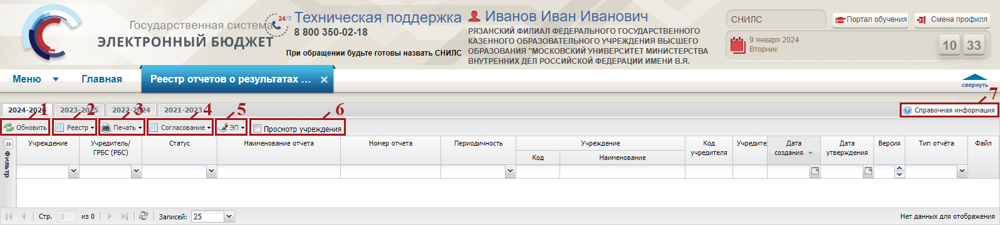 Государственная система
ЭЛЕКТРОННЫЙ БЮДЖЕТ
24/7
Техническая поддержка
8 800 350-02-18
При обращении будьте готовы назвать СНИЛС
Иванов Иван Иванович
РЯЗАНСКИЙ ФИЛИАЛ ФЕДЕРАЛЬНОГО ГОСУДАРСТВЕННОГО
КАЗЕННОГО ОБРАЗОВАТЕЛЬНОГО УЧРЕЖДЕНИЯ ВЫСШЕГО
ОБРАЗОВАНИЯ "МОСКОВСКИЙ УНИВЕРСИТЕТ МИНИСТЕРСТВА
ВНУТРЕННИХ ДЕЛ РОССИЙСКОЙ ФЕДЕРАЦИИ ИМЕНИ В.Я.
СНИЛС
Портал обучения
Смена профиля
9 января 2024
Вторник
10 33
Меню
Главная
Реестр отчетов о результатах ...
свернуть
2024-2026
2023-2025
2022-2024
2021-2023
1 2 3 4 5 6 7
Справочная информация
Обновить
Реестр
Печать
Согласование
ЭП
Просмотр учреждения
Фильтр
Учреждение
Учредитель/
ГРБС (РБС)
Статус
Наименование отчета
Номер отчета
Периодичность
Учреждение
Код
Наименование
Код
учредителя
Учредите
Дата
создания
Дата
утверждения
Версия
Тип отчёта
Файл
Стр. 0 из 0
Записей: 25
Нет данных для отображения